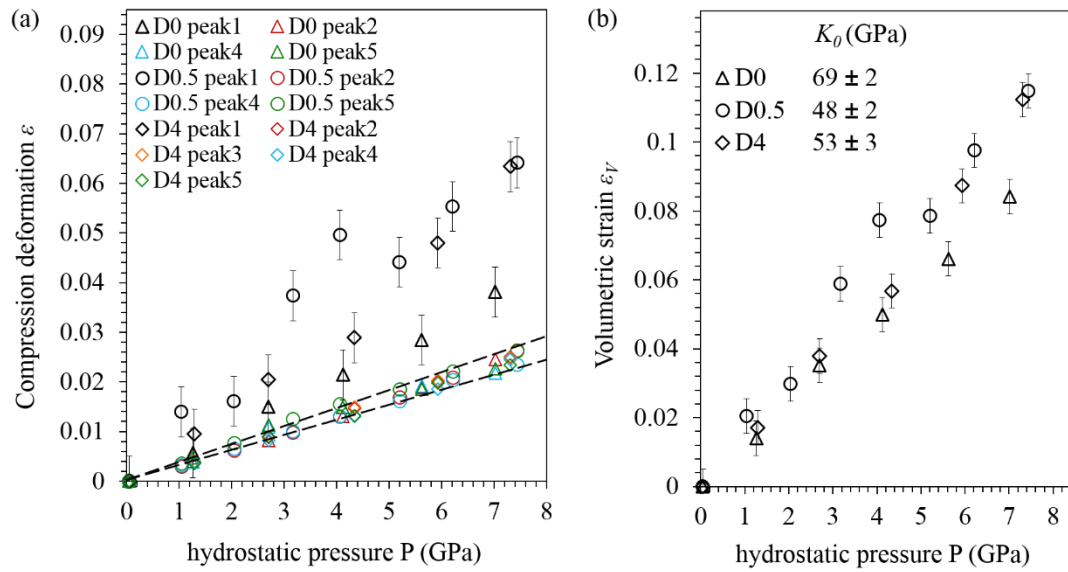 (a)
0.09
0.08
0.07
0.06
0.05
0.04
0.03
0.02
0.01
0
Compression deformation ε
D0 peak1 D0 peak2
D0 peak4 D0 peak5
D0.5 peak1 D0.5 peak2
D0.5 peak4 D0.5 peak5
D4 peak1 D4 peak2
D4 peak3 D4 peak4
D4 peak5
0 1 2 3 4 5 6 7 8
hydrostatic pressure P (GPa)
(b)
0.12
0.1
0.08
0.06
0.04
0.02
0
Volumetric strain εV
K0 (GPa)
D0 69 ± 2
D0.5 48 ± 2
D4 53 ± 3
0 1 2 3 4 5 6 7 8
hydrostatic pressure P (GPa)